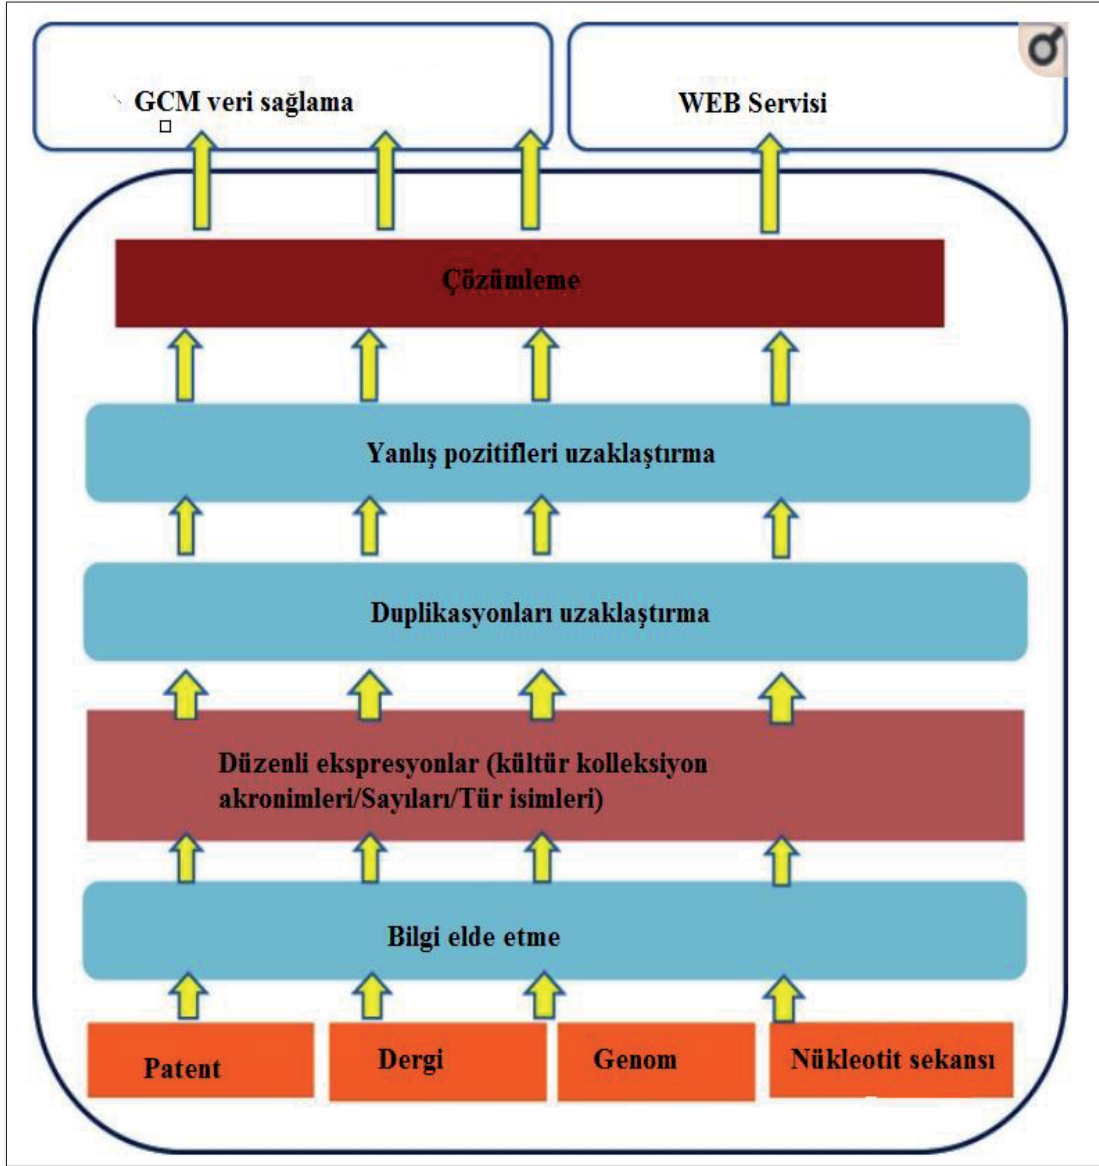 GCM veri sağlama
WEB Servisi
Çözümleme
Yanlış pozitifleri uzaklaştırma
Duplikasyonları uzaklaştırma
Düzenli ekspresyonlar (kültür kolleksiyon
akronimleri/Sayıları/Tür isimleri)
Bilgi elde etme
Patent
Dergi
Genom
Nükleotit sekansı